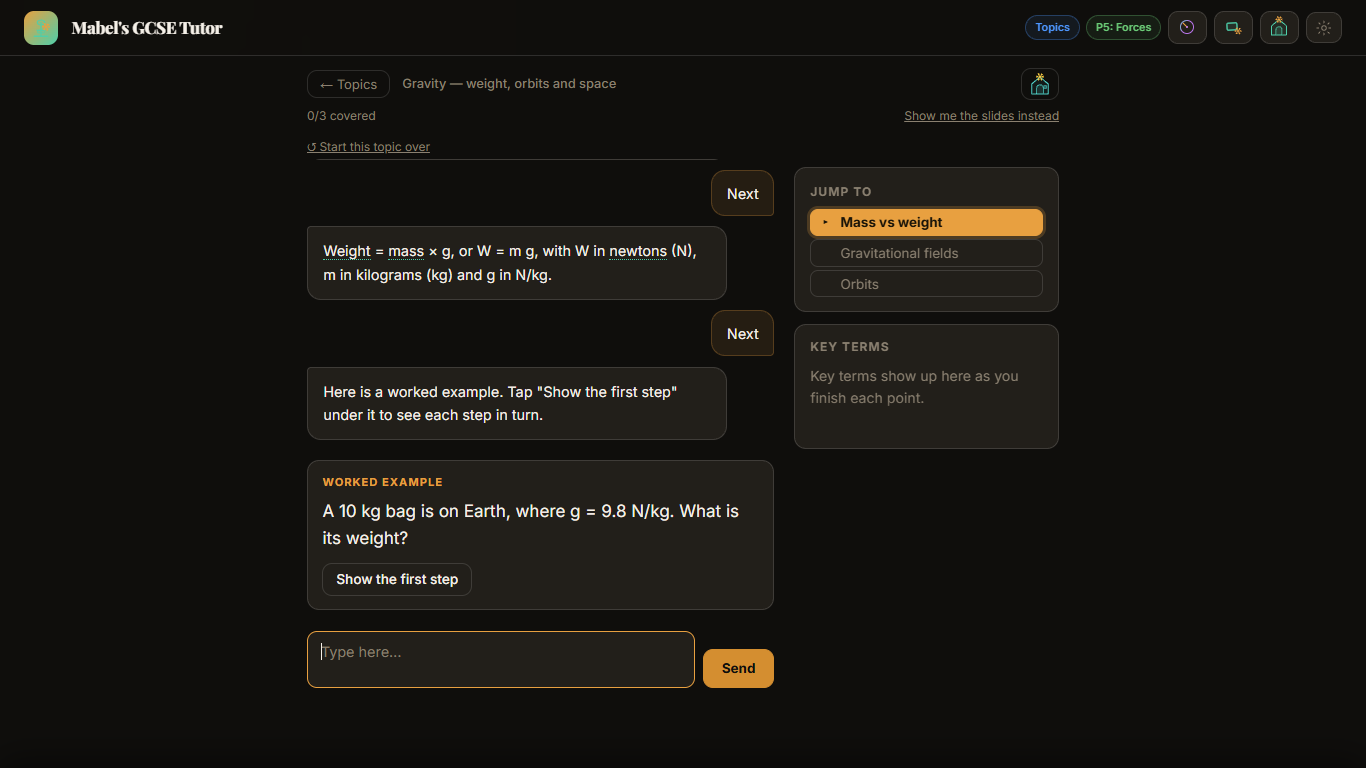 Mabel's GCSE Tutor
Topics
P5: Forces
← Topics
Gravity — weight, orbits and space
0/3 covered
Show me the slides instead
↺ Start this topic over
Next
Weight = mass × g, or W = m g, with W in newtons (N),
m in kilograms (kg) and g in N/kg.
Next
Here is a worked example. Tap "Show the first step"
under it to see each step in turn.
WORKED EXAMPLE
A 10 kg bag is on Earth, where g = 9.8 N/kg. What is
its weight?
Show the first step
Type here...
Send
JUMP TO
Mass vs weight
Gravitational fields
Orbits
KEY TERMS
Key terms show up here as you
finish each point.